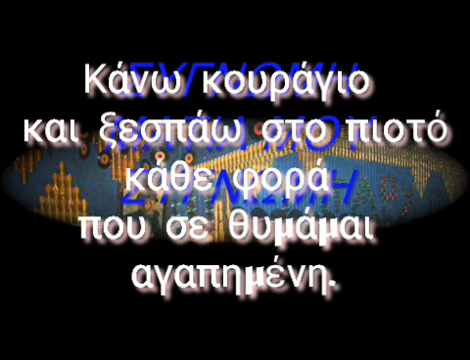 Κάνω κουράγιο
και ξεσπάω στο πιοτό
κάθε φορά
που σε θυμάμαι
αγαπημένη.